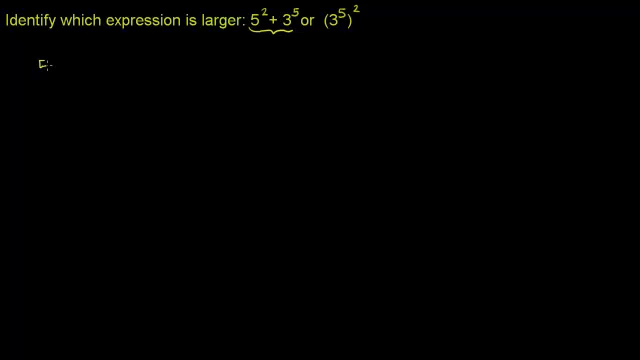 Identify which expression is larger: 5² + 3⁵ or (3⁵)²